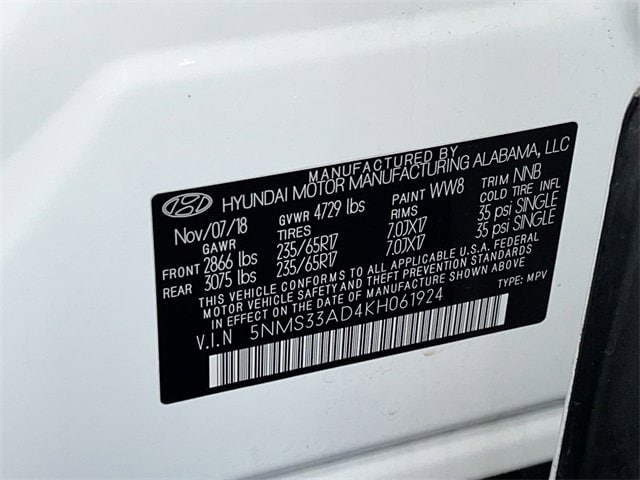 MANUFACTURED BY
HYUNDAI MOTOR MANUFACTURING ALABAMA, LLC
Nov/07/18 GVWR 4729 lbs PAINT WW8 TRIM NNB
GAWR TIRES RIMS COLD TIRE INFL
FRONT 2866 lbs 235/65R17 7.0JX17 35 psi SINGLE
REAR 3075 lbs 235/65R17 7.0JX17 35 psi SINGLE
THIS VEHICLE CONFORMS TO ALL APPLICABLE U.S.A. FEDERAL
MOTOR VEHICLE SAFETY AND THEFT PREVENTION STANDARDS
IN EFFECT ON THE DATE OF MANUFACTURE SHOWN ABOVE.
V.I.N 5NMS33AD4KH061924 TYPE: MPV